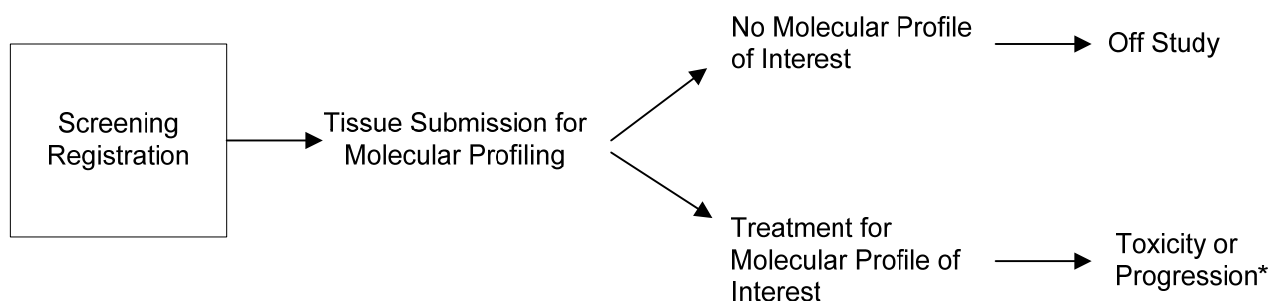 Screening
Registration
Tissue Submission for
Molecular Profiling
No Molecular Profile
of Interest
Off Study
Treatment for
Molecular Profile of
Interest
Toxicity or
Progression*